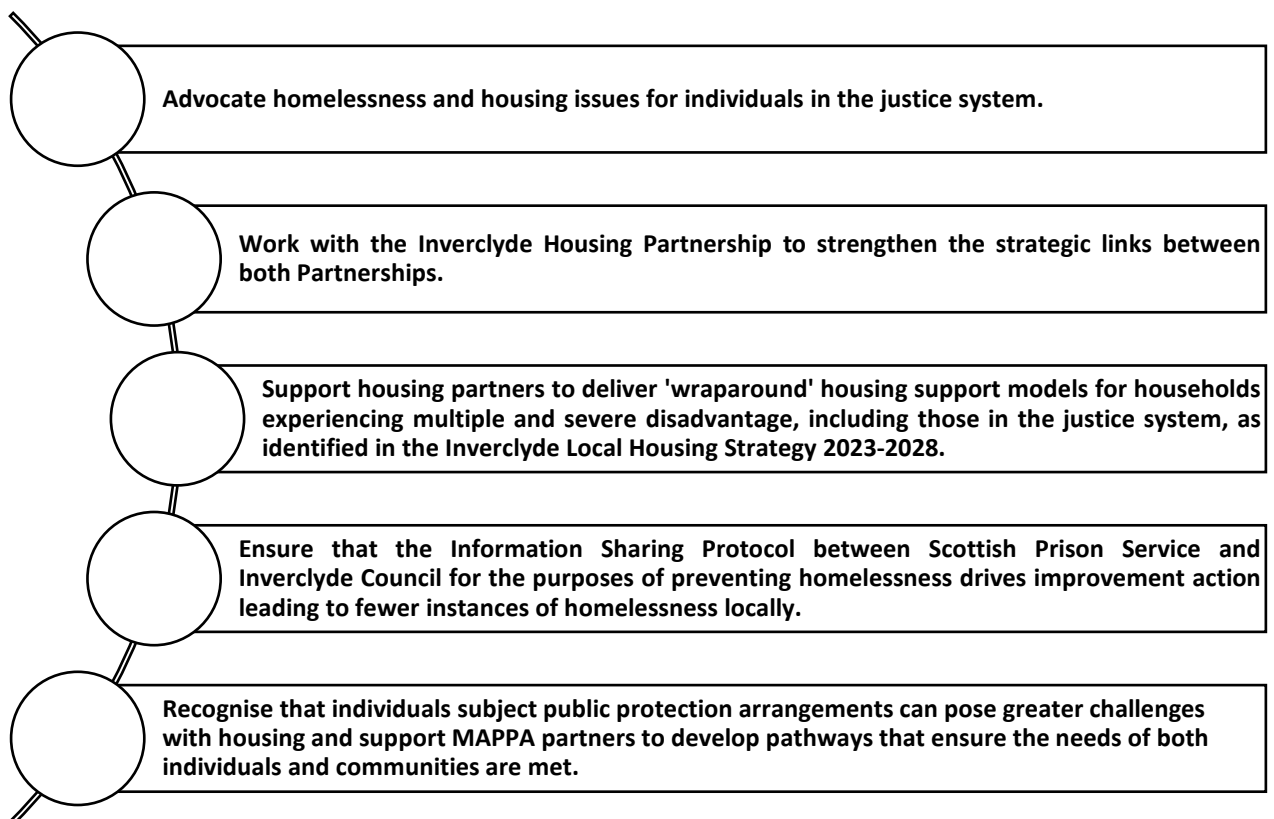 Advocate homelessness and housing issues for individuals in the justice system.
Work with the Inverclyde Housing Partnership to strengthen the strategic links between
both Partnerships.
Support housing partners to deliver 'wraparound' housing support models for households
experiencing multiple and severe disadvantage, including those in the justice system, as
identified in the Inverclyde Local Housing Strategy 2023-2028.
Ensure that the Information Sharing Protocol between Scottish Prison Service and
Inverclyde Council for the purposes of preventing homelessness drives improvement action
leading to fewer instances of homelessness locally.
Recognise that individuals subject public protection arrangements can pose greater challenges
with housing and support MAPPA partners to develop pathways that ensure the needs of both
individuals and communities are met.